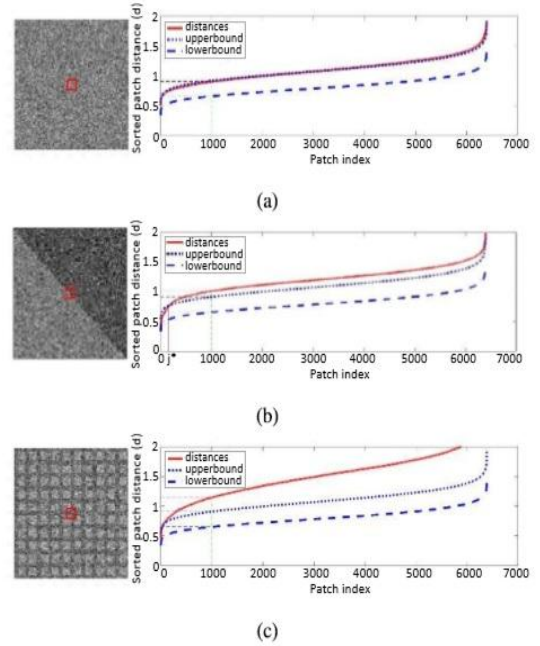 Sorted patch distance (d)
2
1.5
1
0.5
0
distances
upperbound
lowerbound
0 1000 2000 3000 4000 5000 6000 7000
Patch index
(a)
Sorted patch distance (d)
2
1.5
1
0.5
0
distances
upperbound
lowerbound
0 j* 1000 2000 3000 4000 5000 6000 7000
Patch index
(b)
Sorted patch distance (d)
2
1.5
1
0.5
0
distances
upperbound
lowerbound
0 1000 2000 3000 4000 5000 6000 7000
Patch index
(c)